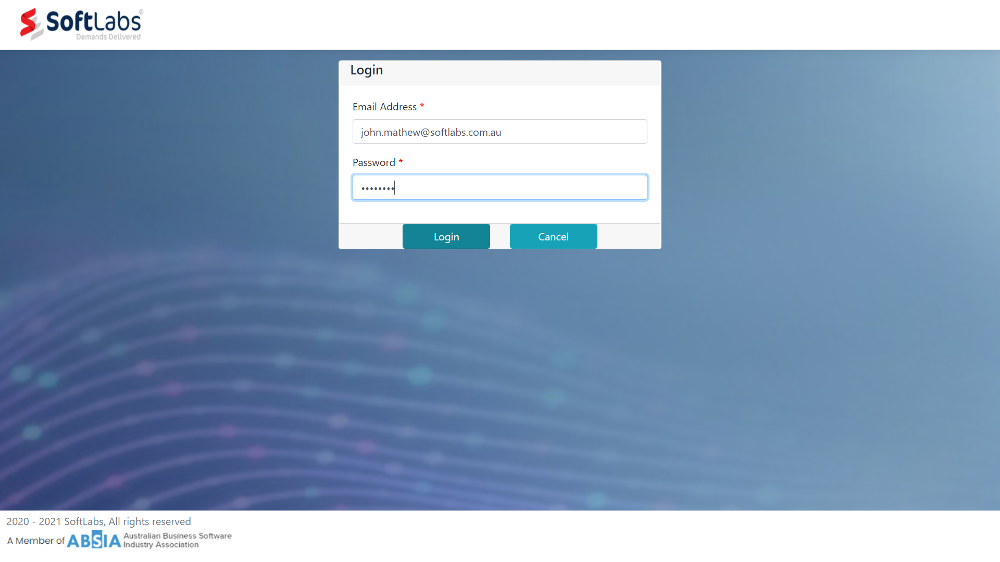 SoftLabs®
Demands Delivered
Login
Email Address *
john.mathew@softlabs.com.au
Password *
••••••••
Login
Cancel
2020 - 2021 SoftLabs, All rights reserved
A Member of ABSIA Australian Business Software
Industry Association